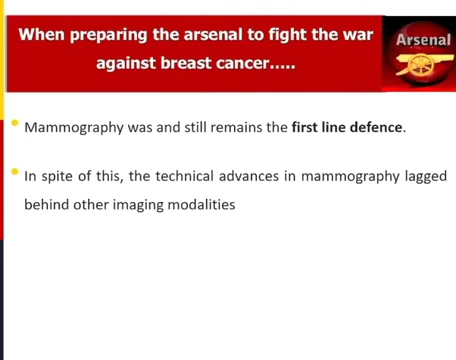 When preparing the arsenal to fight the war
against breast cancer.....
Arsenal
Mammography was and still remains the first line defence.
In spite of this, the technical advances in mammography lagged
behind other imaging modalities